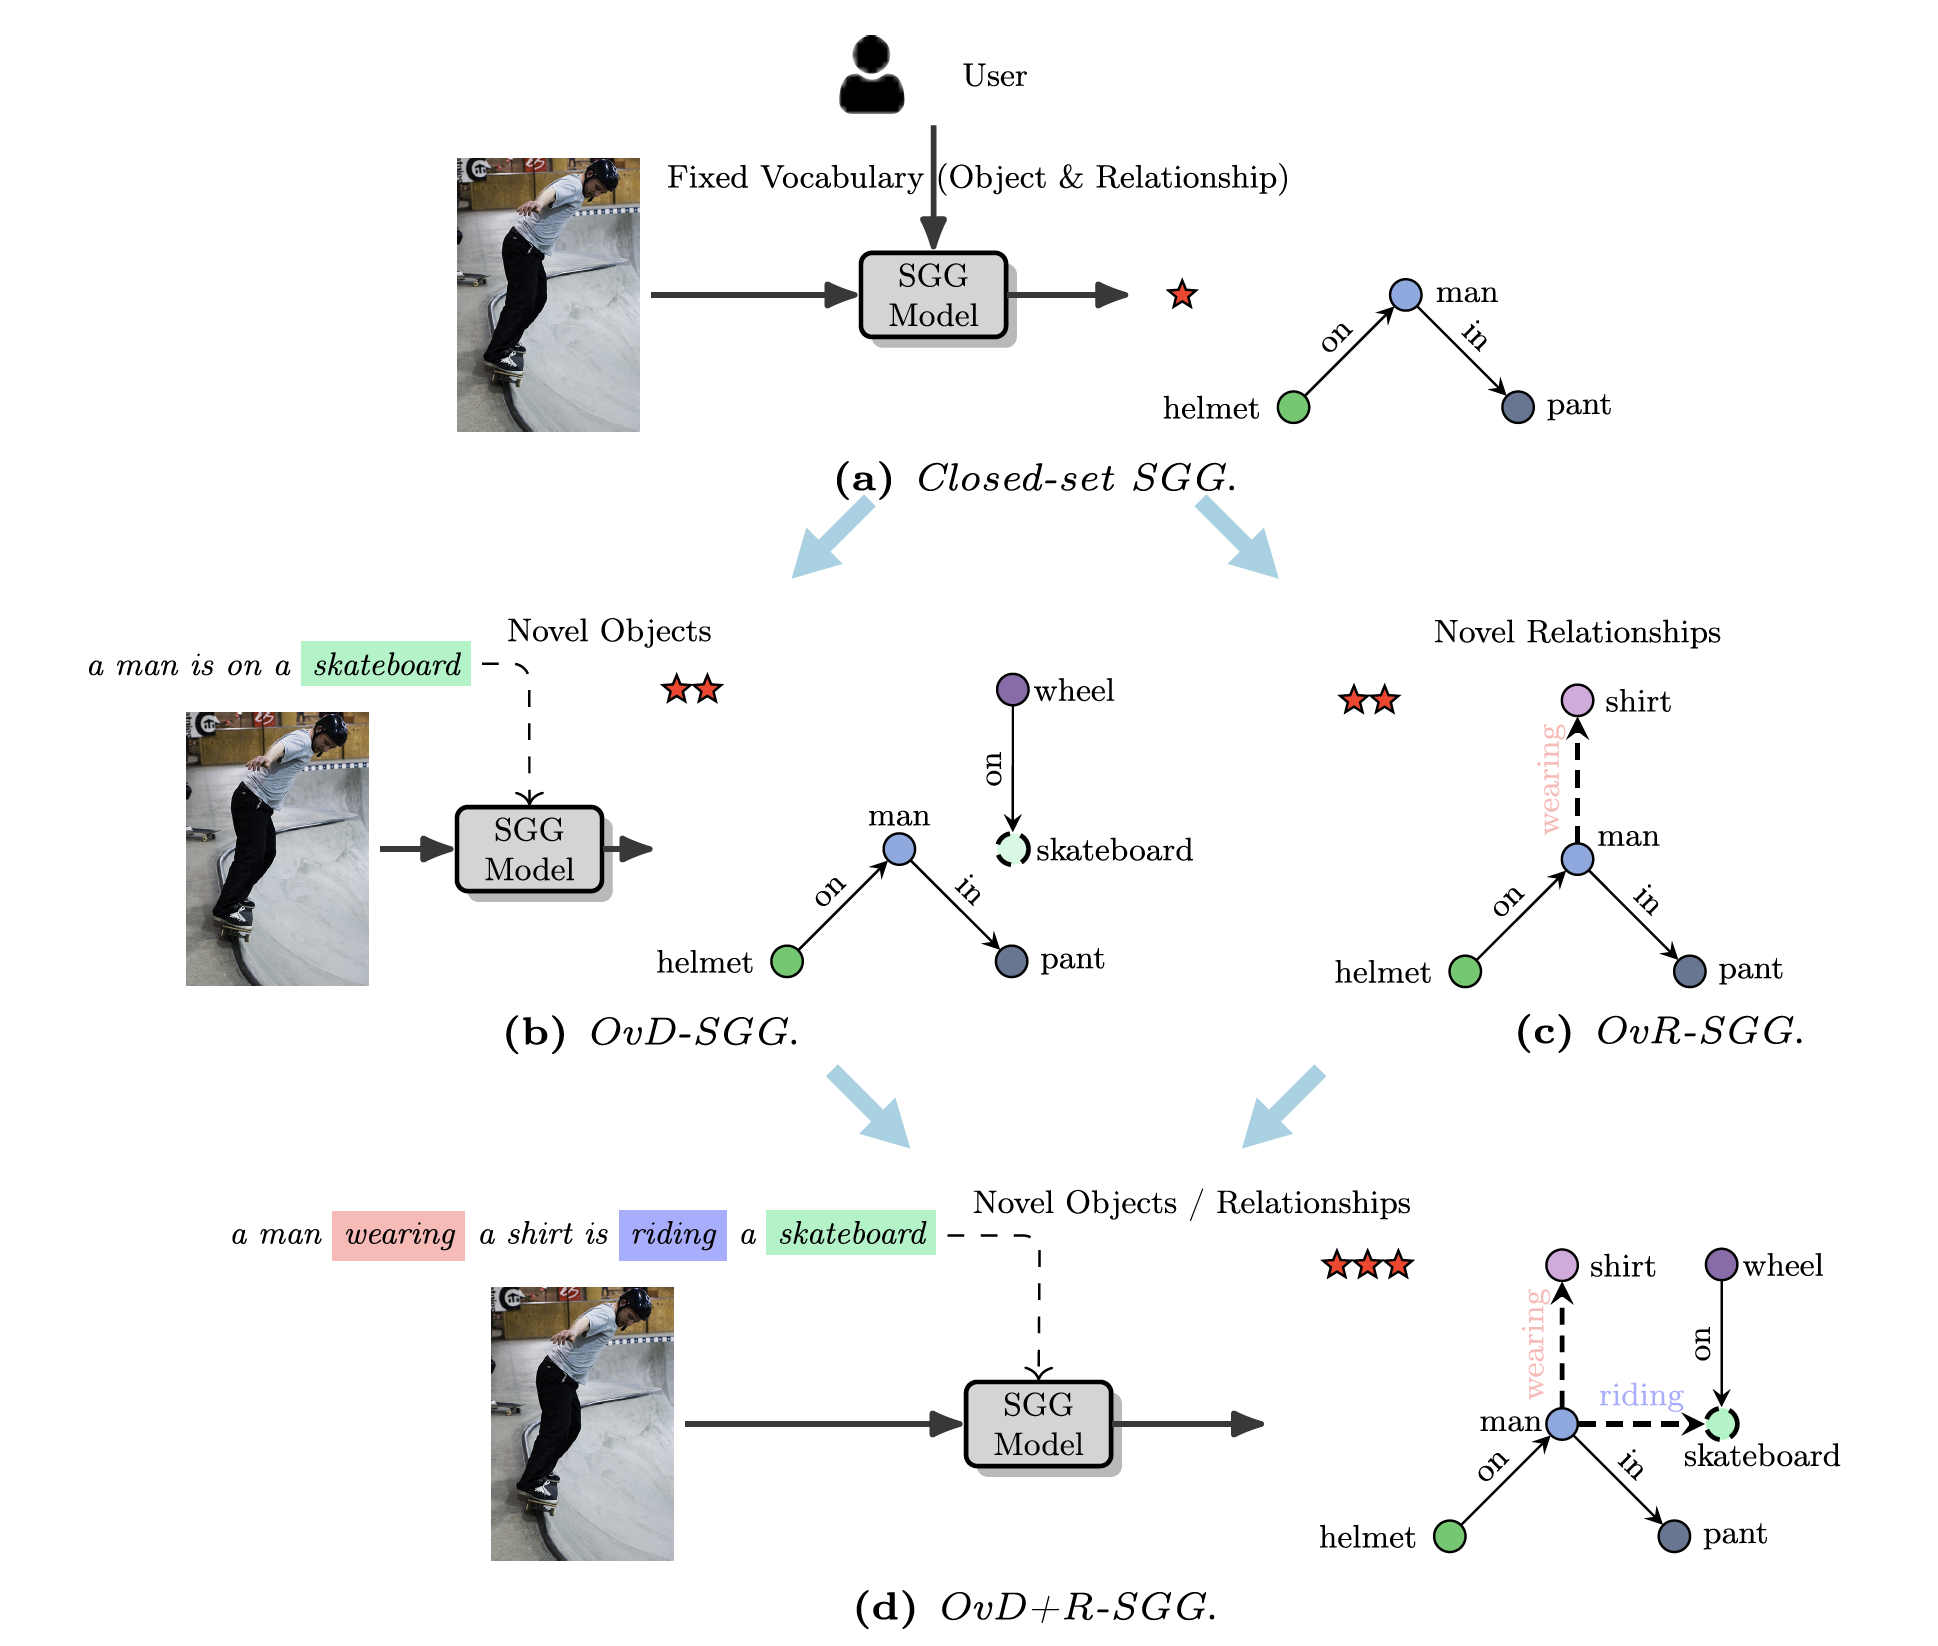 User
Fixed Vocabulary (Object & Relationship)
SGG
Model
man
on
in
helmet
pant
(a) Closed-set SGG.
Novel Objects
a man is on a skateboard
wheel
on
SGG
Model
man
skateboard
on
in
helmet
pant
(b) OvD-SGG.
Novel Relationships
shirt
wearing
man
on
in
helmet
pant
(c) OvR-SGG.
Novel Objects / Relationships
a man wearing a shirt is riding a skateboard
shirt
wheel
wearing
on
riding
SGG
Model
man
skateboard
on
in
helmet
pant
(d) OvD+R-SGG.